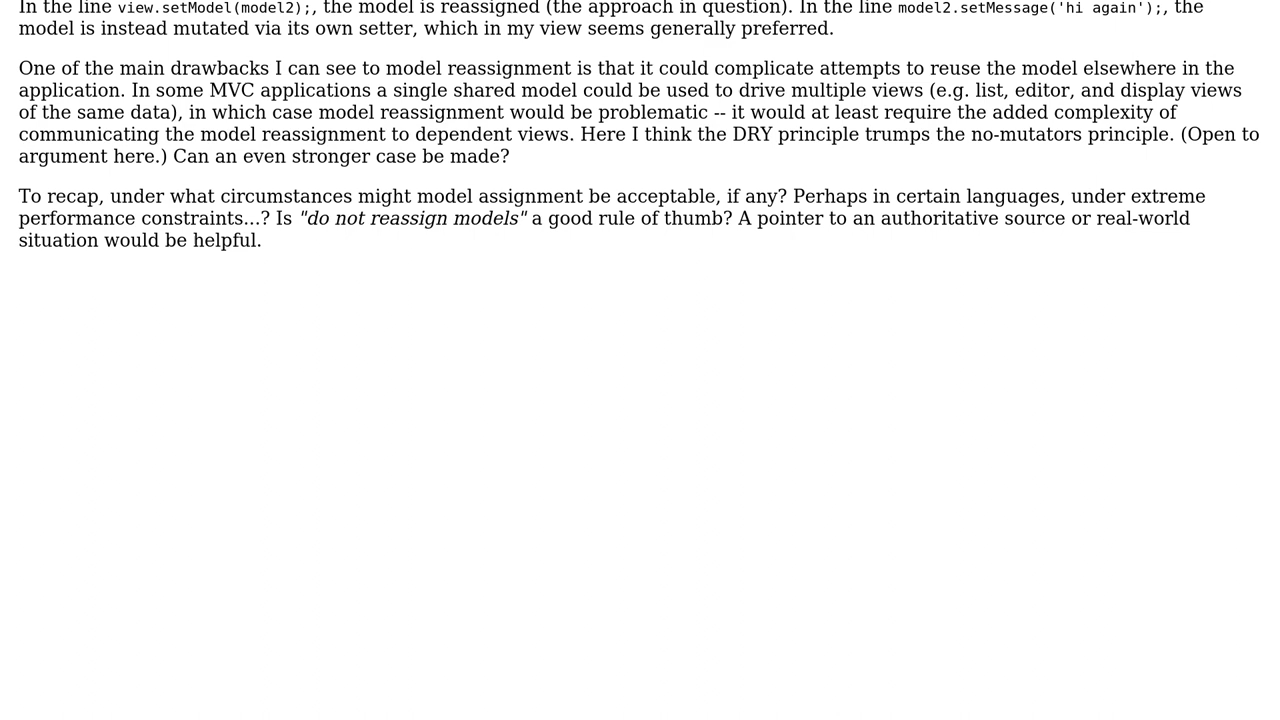 In the line view.setModel(model2);, the model is reassigned (the approach in question). In the line model2.setMessage('hi again');, the
model is instead mutated via its own setter, which in my view seems generally preferred.
One of the main drawbacks I can see to model reassignment is that it could complicate attempts to reuse the model elsewhere in the
application. In some MVC applications a single shared model could be used to drive multiple views (e.g. list, editor, and display views
of the same data), in which case model reassignment would be problematic -- it would at least require the added complexity of
communicating the model reassignment to dependent views. Here I think the DRY principle trumps the no-mutators principle. (Open to
argument here.) Can an even stronger case be made?
To recap, under what circumstances might model assignment be acceptable, if any? Perhaps in certain languages, under extreme
performance constraints...? Is "do not reassign models" a good rule of thumb? A pointer to an authoritative source or real-world
situation would be helpful.